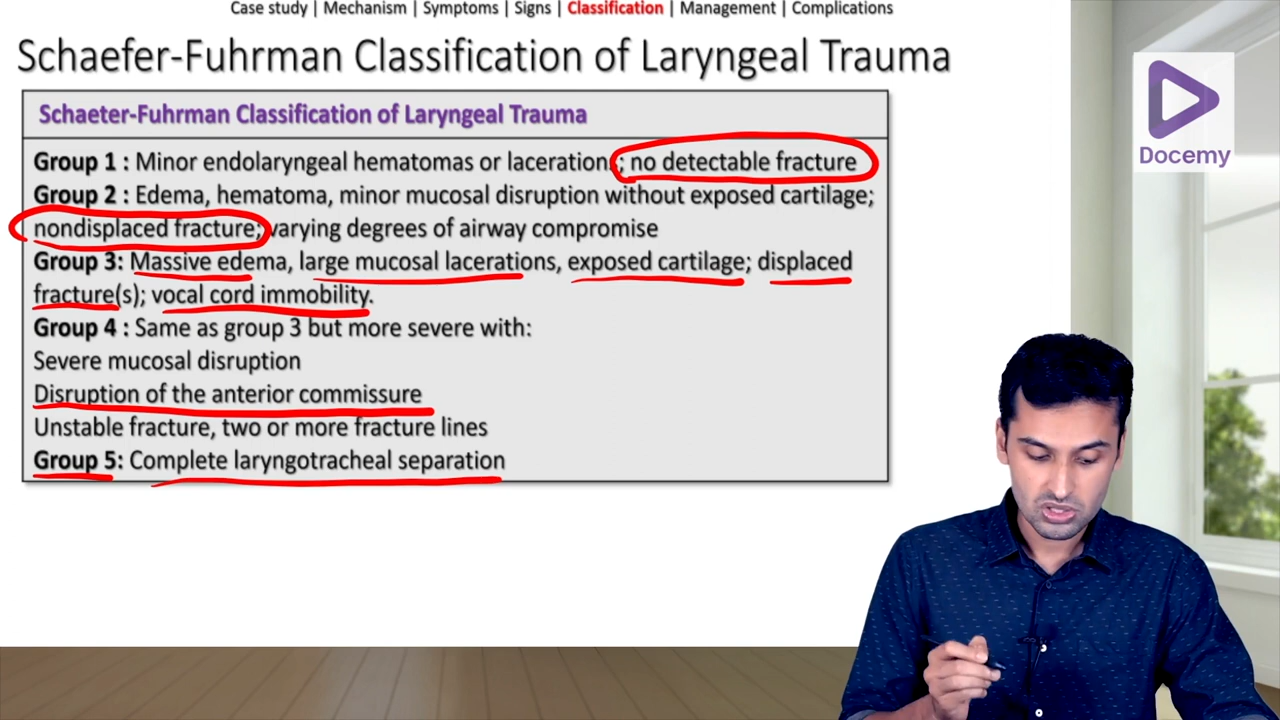 Case study | Mechanism | Symptoms | Signs | Classification | Management | Complications
Schaefer-Fuhrman Classification of Laryngeal Trauma
Schaeter-Fuhrman Classification of Laryngeal Trauma
Group 1 : Minor endolaryngeal hematomas or lacerations; no detectable fracture
Group 2 : Edema, hematoma, minor mucosal disruption without exposed cartilage;
nondisplaced fracture; varying degrees of airway compromise
Group 3: Massive edema, large mucosal lacerations, exposed cartilage; displaced
fracture(s); vocal cord immobility.
Group 4 : Same as group 3 but more severe with:
Severe mucosal disruption
Disruption of the anterior commissure
Unstable fracture, two or more fracture lines
Group 5: Complete laryngotracheal separation
Docemy